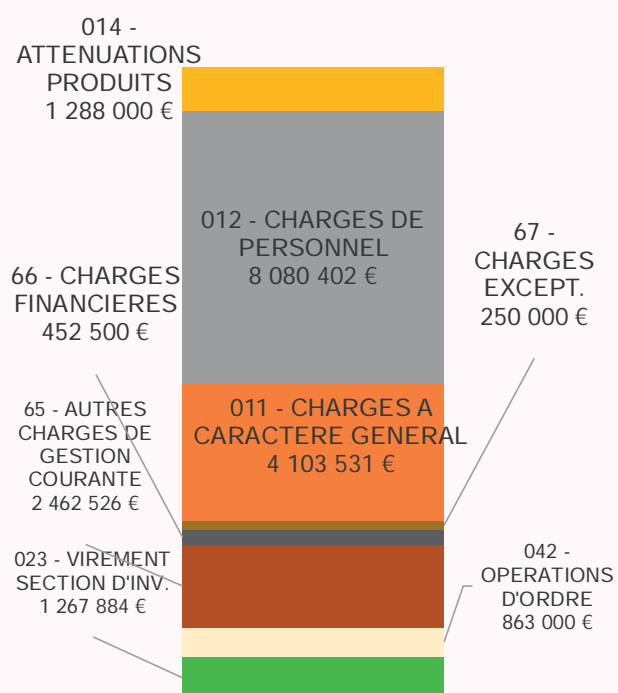 014 -
ATTENUATIONS
PRODUITS
1 288 000 €
012 - CHARGES DE
PERSONNEL
8 080 402 €
67 -
CHARGES
EXCEPT.
250 000 €
66 - CHARGES
FINANCIERES
452 500 €
011 - CHARGES A
CARACTERE GENERAL
4 103 531 €
65 - AUTRES
CHARGES DE
GESTION
COURANTE
2 462 526 €
023 - VIREMENT
SECTION D'INV.
1 267 884 €
042 -
OPERATIONS
D'ORDRE
863 000 €